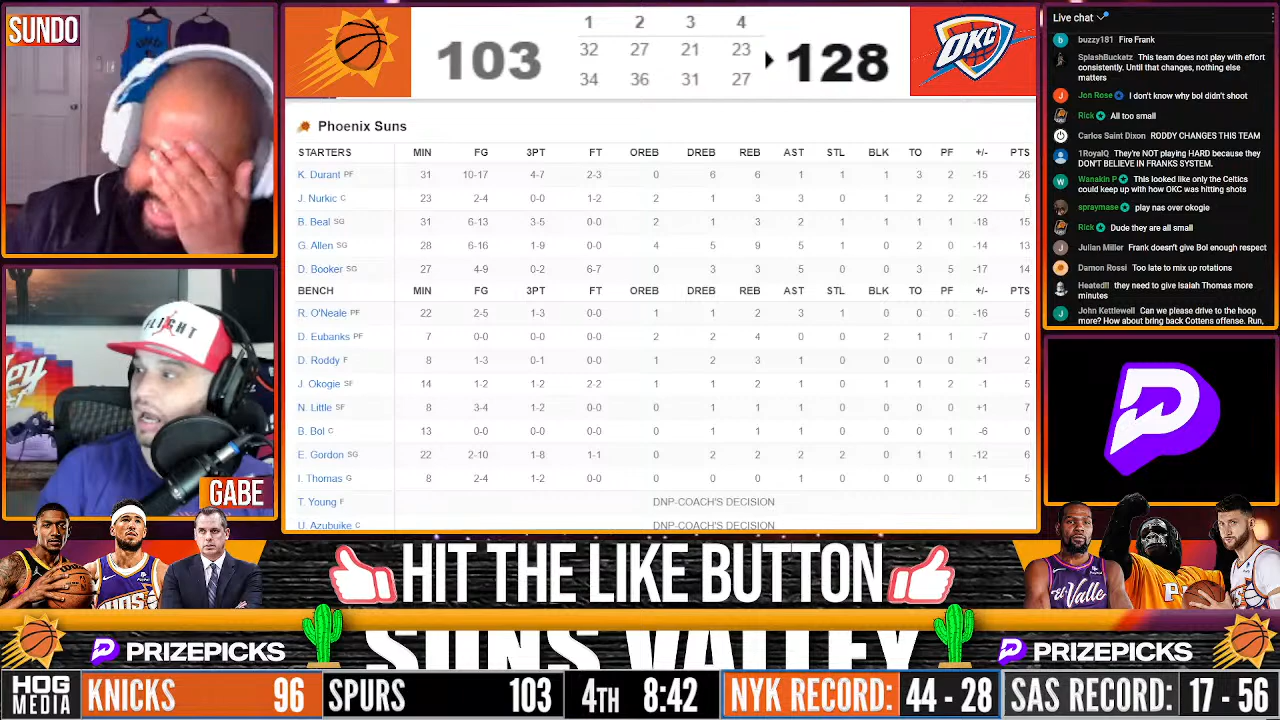 SUNDO
103
1 2 3 4
32 27 21 23
34 36 31 27
128
OKC
Phoenix Suns
STARTERS MIN FG 3PT FT OREB DREB REB AST STL BLK TO PF +/- PTS
K. Durant PF 31 10-17 4-7 2-3 0 6 6 1 1 1 3 2 -15 26
J. Nurkic C 23 2-4 0-0 1-2 2 1 3 3 0 1 2 2 -22 5
B. Beal SG 31 6-13 3-5 0-0 2 1 3 2 1 1 1 1 -18 15
G. Allen SG 28 6-16 1-9 0-0 4 5 9 5 1 0 2 0 -14 13
D. Booker SG 27 4-9 0-2 6-7 0 3 3 5 0 0 3 5 -17 14
BENCH MIN FG 3PT FT OREB DREB REB AST STL BLK TO PF +/- PTS
R. O'Neale PF 22 2-5 1-3 0-0 1 1 2 3 1 0 0 0 -16 5
D. Eubanks PF 7 0-0 0-0 0-0 2 2 4 0 0 2 1 1 -7 0
D. Roddy F 8 1-3 0-1 0-0 1 2 3 1 0 0 0 0 +1 2
J. Okogie SF 14 1-2 1-2 2-2 1 1 2 1 0 1 1 2 -1 5
N. Little SF 8 3-4 1-2 0-0 0 1 1 1 0 0 0 0 +1 7
B. Bol C 13 0-0 0-0 0-0 0 1 1 1 0 0 0 1 -6 0
E. Gordon SG 22 2-10 1-8 1-1 0 2 2 2 2 0 1 1 -12 6
I. Thomas G 8 2-4 1-2 0-0 0 0 0 1 0 0 0 0 +1 5
T. Young F DNP-COACH'S DECISION
U. Azubuike C DNP-COACH'S DECISION
Live chat
buzzy181 Fire Frank
SplashBucketz This team does not play with effort
consistently. Until that changes, nothing else
matters
Jon Rose I don't know why bol didn't shoot
Rick All too small
Carlos Saint Dixon RODDY CHANGES THIS TEAM
1RoyalQ They're NOT playing HARD because they
DON'T BELIEVE IN FRANKS SYSTEM.
Wanakin P This looked like only the Celtics
could keep up with how OKC was hitting shots
spraymase play nas over okogie
Rick Dude they are all small
Julian Miller Frank doesn't give Bol enough respect
Damon Rossi Too late to mix up rotations
Heatedll they need to give Isaiah Thomas more
minutes
John Kettlewell Can we please drive to the hoop
more? How about bring back Cottens offense. Run,
FLIGHT
GABE
HIT THE LIKE BUTTON
SUNS VALLEY
PRIZEPICKS
PRIZEPICKS
HOG
MEDIA
KNICKS 96
SPURS 103
4TH 8:42
NYK RECORD: 44 - 28
SAS RECORD: 17 - 56